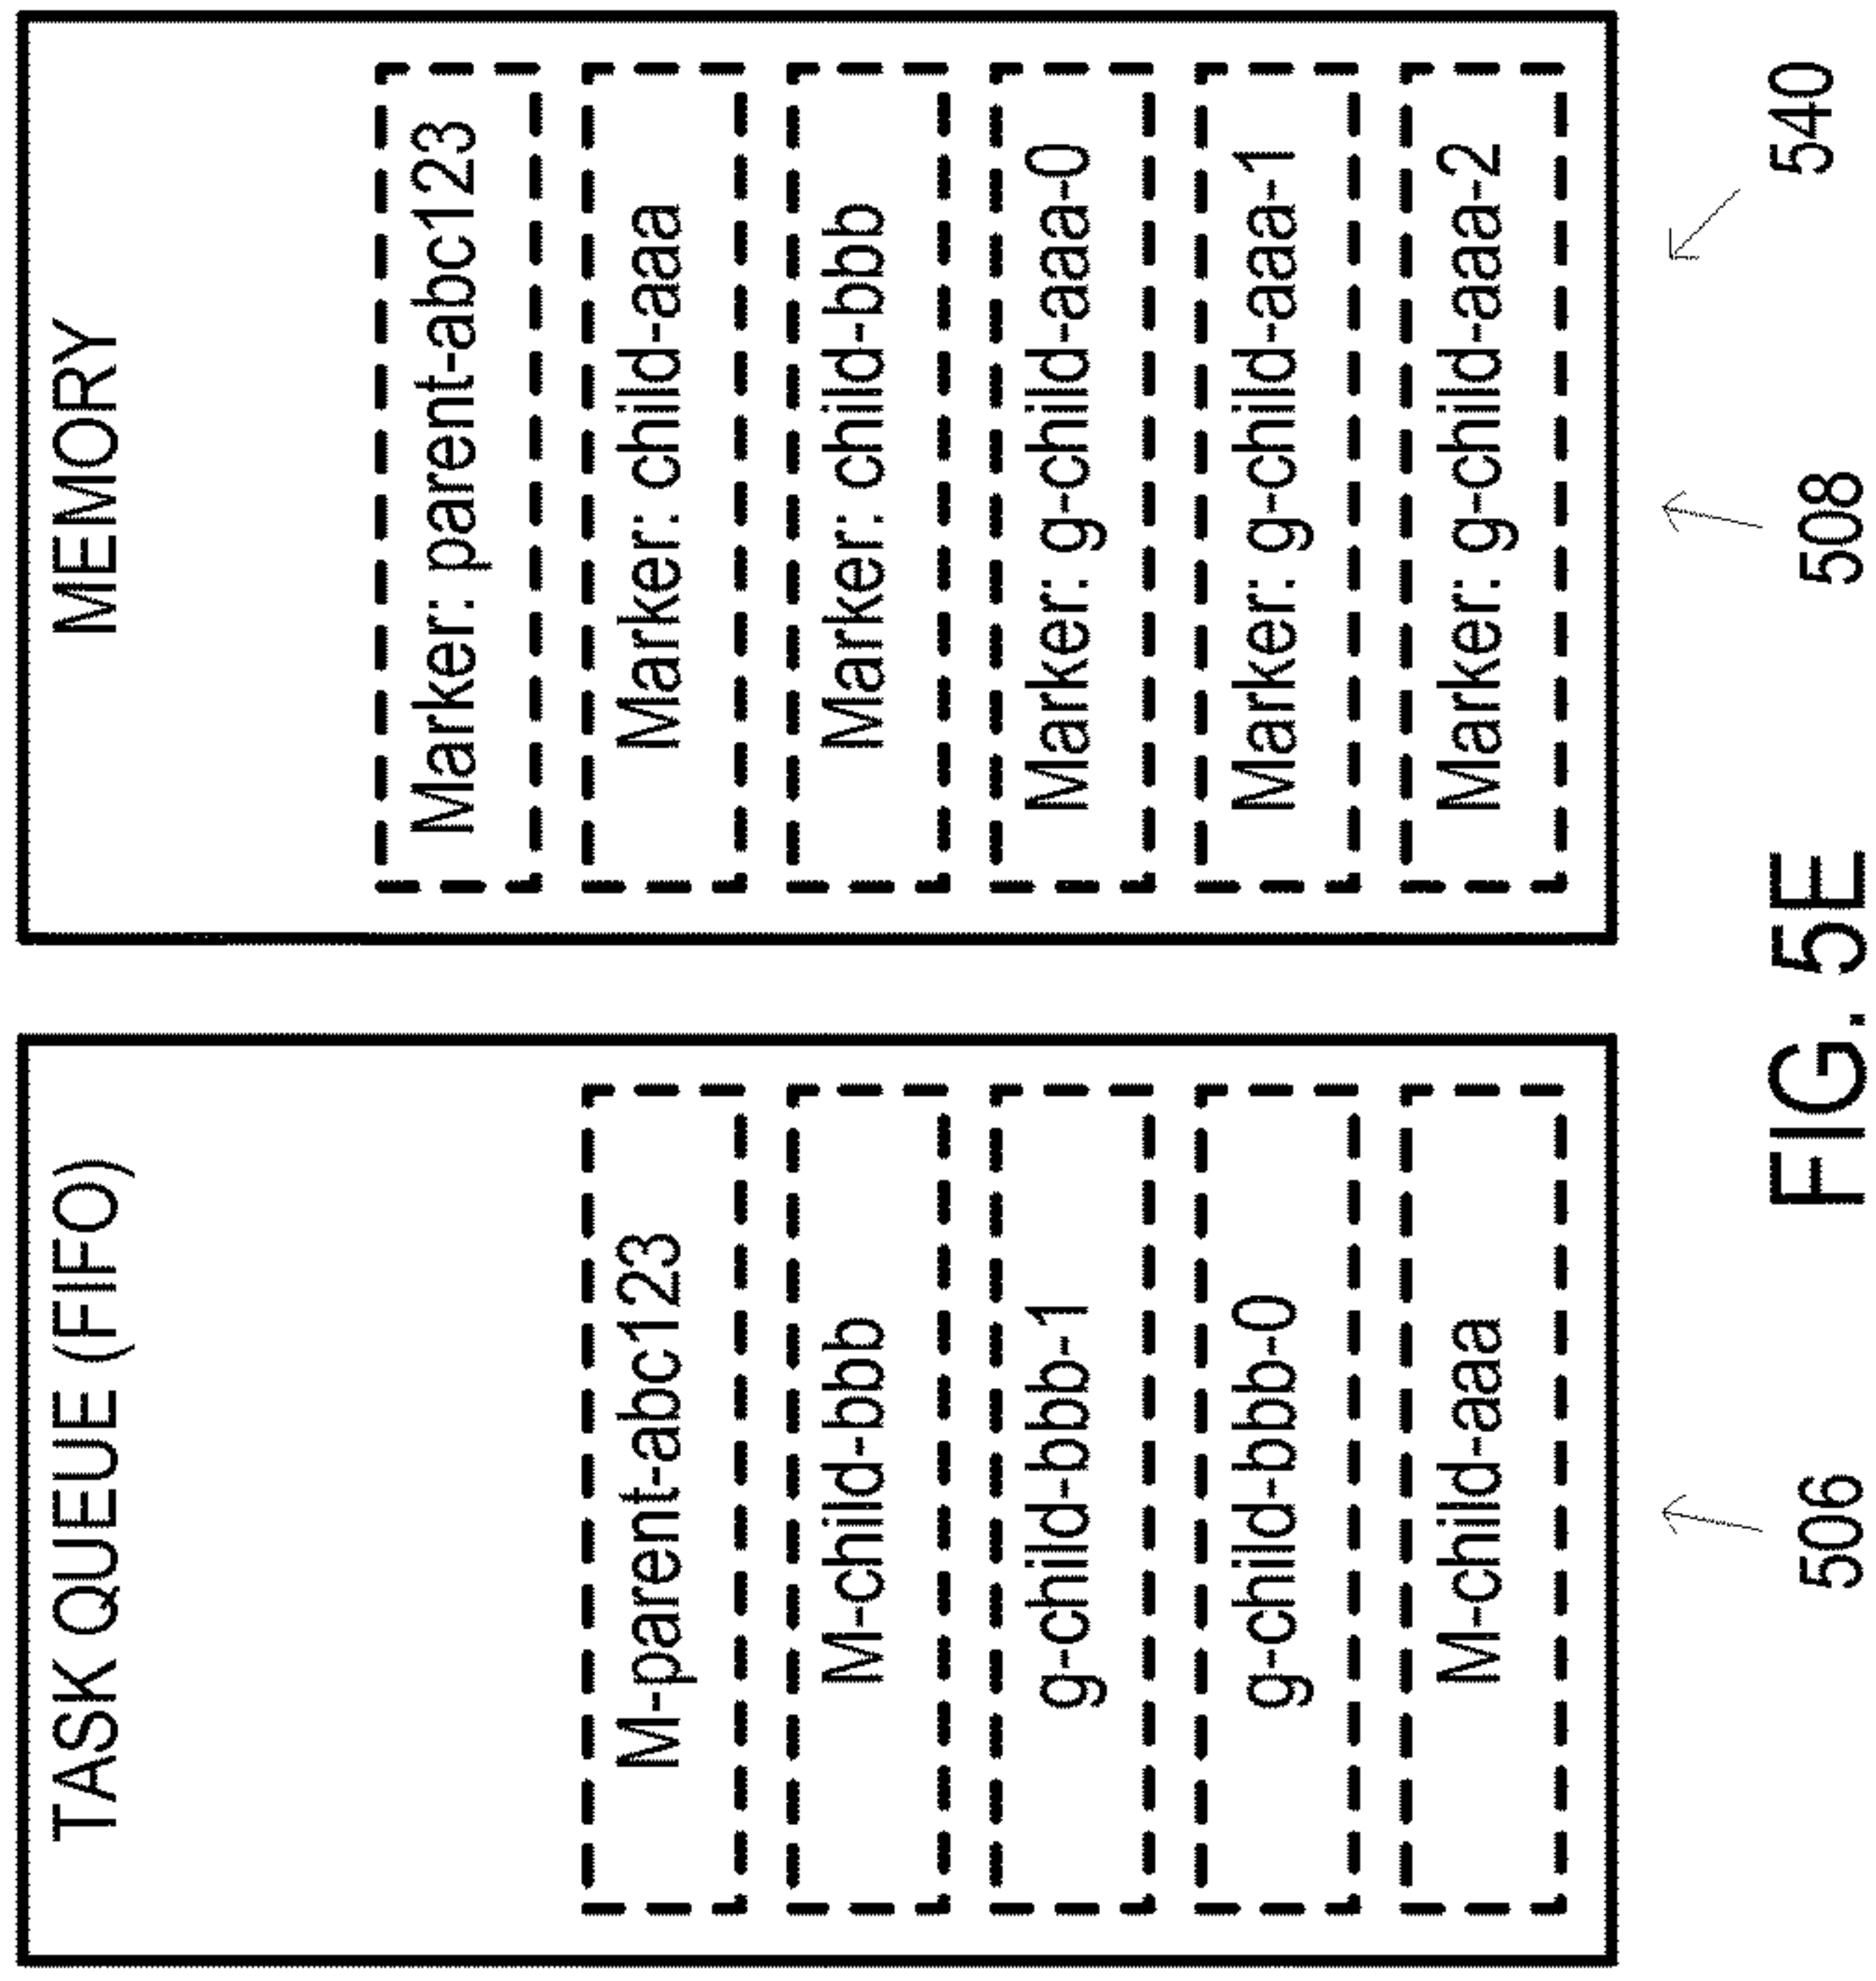 TASK QUEUE (FIFO)
M-parent-abc123
M-child-bbb
g-child-bbb-1
g-child-bbb-0
M-child-aaa
506
MEMORY
Marker: parent-abc123
Marker: child-aaa
Marker: child-bbb
Marker: g-child-aaa-0
Marker: g-child-aaa-1
Marker: g-child-aaa-2
508
540
FIG. 5E